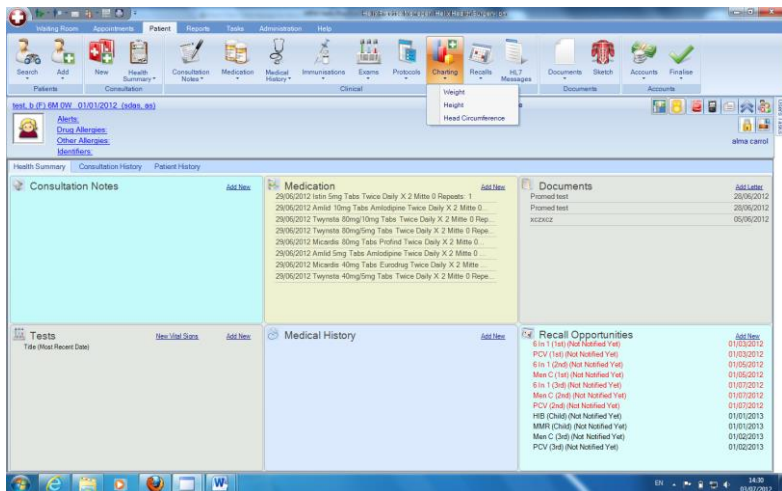 Waiting Room Appointments Patient Reports Tasks Administration Help
Search Add New Health Summary Consultation Notes Medication Medical History Immunisations Exams Protocols Charting Recalls HL7 Messages Documents Sketch Accounts Finalise
Patients Consultation Clinical Documents Accounts
Weight
Height
Head Circumference
test, b (F) 6M 0W 01/01/2012 (sdas, as)
Alerts:
Drug Allergies:
Other Allergies:
Identifiers:
alma carrol
Health Summary Consultation History Patient History
Consultation Notes Add New
Medication Add New
29/06/2012 Istin 5mg Tabs Twice Daily X 2 Mitte 0 Repeats: 1
29/06/2012 Amlid 10mg Tabs Amlodipine Twice Daily X 2 Mitte 0...
29/06/2012 Twynsta 80mg/10mg Tabs Twice Daily X 2 Mitte 0 Rep...
29/06/2012 Twynsta 80mg/5mg Tabs Twice Daily X 2 Mitte 0 Repe...
29/06/2012 Micardis 80mg Tabs Profind Twice Daily X 2 Mitte 0...
29/06/2012 Amlid 5mg Tabs Amlodipine Twice Daily X 2 Mitte 0 ...
29/06/2012 Micardis 40mg Tabs Eurodrug Twice Daily X 2 Mitte ...
29/06/2012 Twynsta 40mg/5mg Tabs Twice Daily X 2 Mitte 0 Repe...
Documents Add Letter
Promed test 28/06/2012
Promed test 28/06/2012
xczxcz 05/06/2012
Tests New Vital Signs Add New
Title (Most Recent Date)
Medical History Add New
Recall Opportunities Add New
6 In 1 (1st) (Not Notified Yet) 01/03/2012
PCV (1st) (Not Notified Yet) 01/03/2012
6 In 1 (2nd) (Not Notified Yet) 01/05/2012
Men C (1st) (Not Notified Yet) 01/05/2012
6 In 1 (3rd) (Not Notified Yet) 01/07/2012
Men C (2nd) (Not Notified Yet) 01/07/2012
PCV (2nd) (Not Notified Yet) 01/07/2012
HIB (Child) (Not Notified Yet) 01/01/2013
MMR (Child) (Not Notified Yet) 01/01/2013
Men C (3rd) (Not Notified Yet) 01/02/2013
PCV (3rd) (Not Notified Yet) 01/02/2013
EN 14:30
03/07/2012